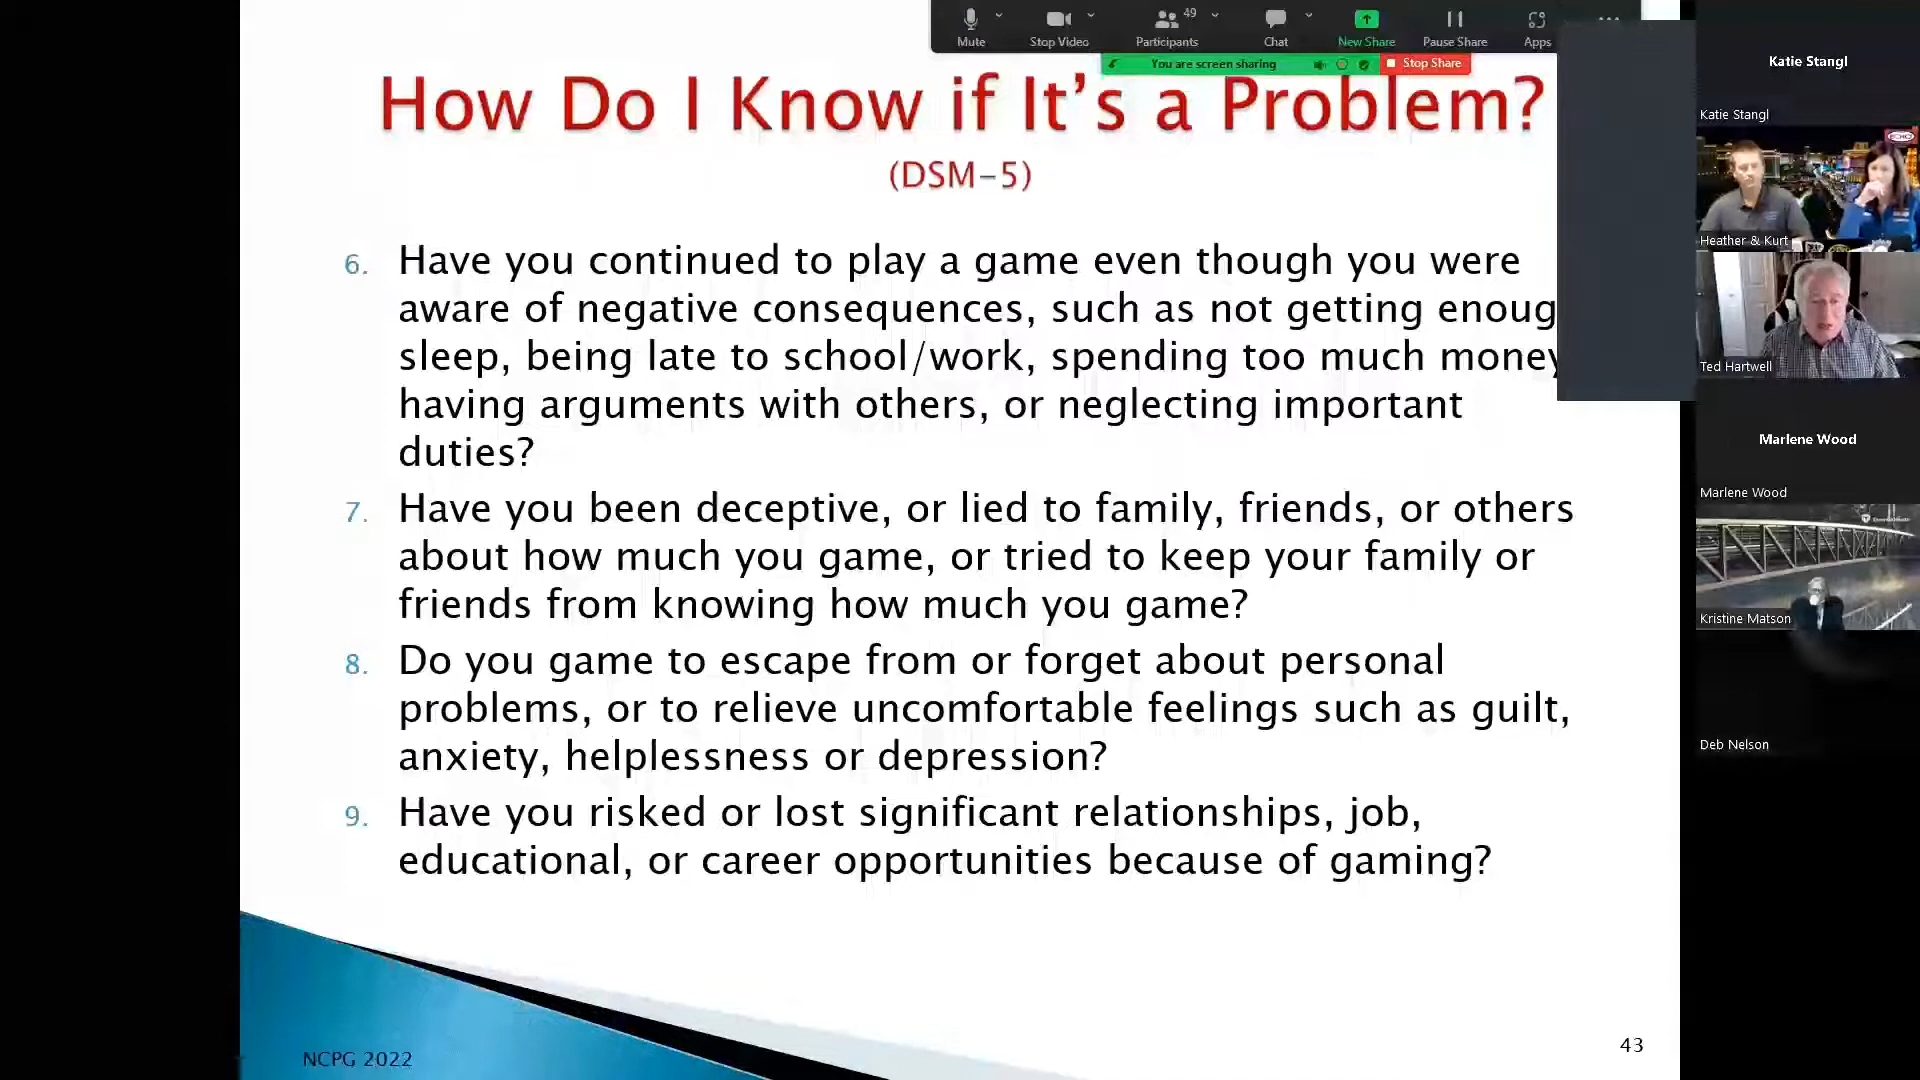 49
Mute
Stop Video
Participants
Chat
New Share
Pause Share
Apps
You are screen sharing
Stop Share
How Do I Know if It's a Problem?
(DSM-5)
6. Have you continued to play a game even though you were
aware of negative consequences, such as not getting enoug
sleep, being late to school/work, spending too much money
having arguments with others, or neglecting important
duties?
7. Have you been deceptive, or lied to family, friends, or others
about how much you game, or tried to keep your family or
friends from knowing how much you game?
8. Do you game to escape from or forget about personal
problems, or to relieve uncomfortable feelings such as guilt,
anxiety, helplessness or depression?
9. Have you risked or lost significant relationships, job,
educational, or career opportunities because of gaming?
NCPG 2022
43
Katie Stangl
Katie Stangl
ECHO
Heather & Kurt
Ted Hartwell
Marlene Wood
Marlene Wood
Kristine Matson
Deb Nelson